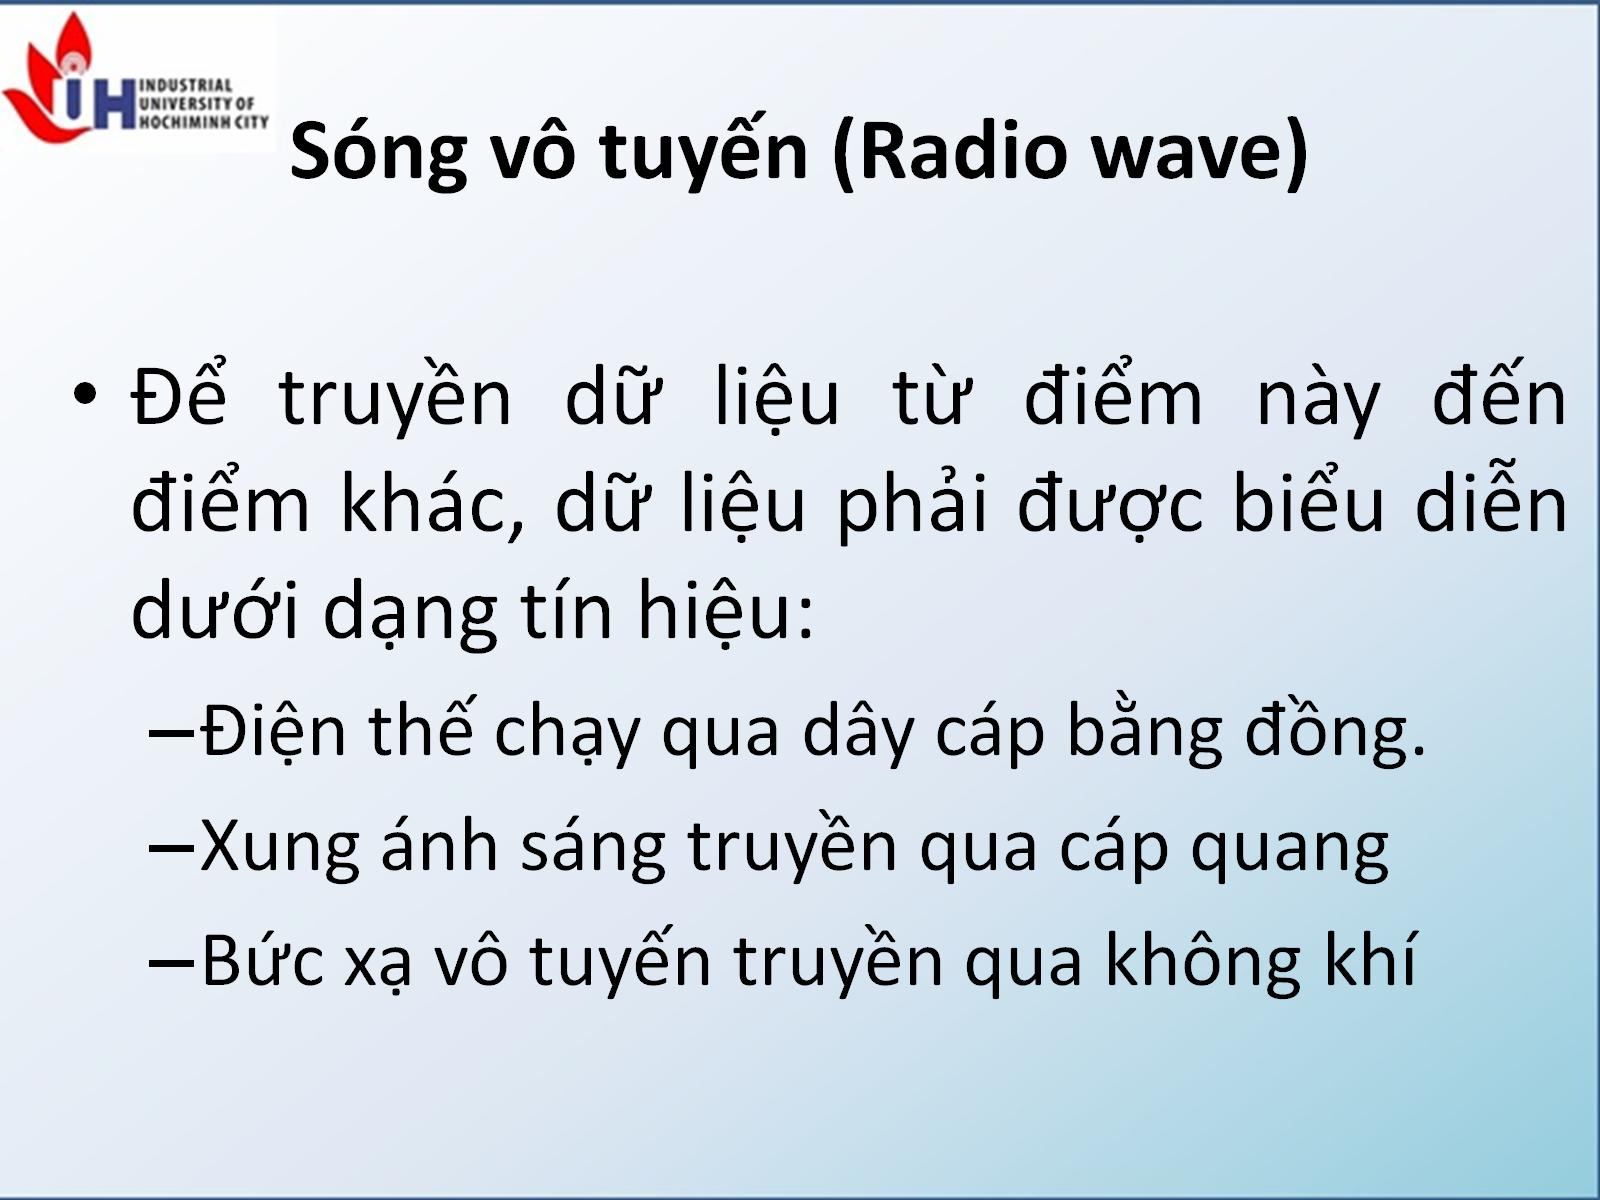 INDUSTRIAL
UNIVERSITY OF
HOCHIMINH CITY
Sóng vô tuyến (Radio wave)
• Để truyền dữ liệu từ điểm này đến
điểm khác, dữ liệu phải được biểu diễn
dưới dạng tín hiệu:
–Điện thế chạy qua dây cáp bằng đồng.
–Xung ánh sáng truyền qua cáp quang
–Bức xạ vô tuyến truyền qua không khí